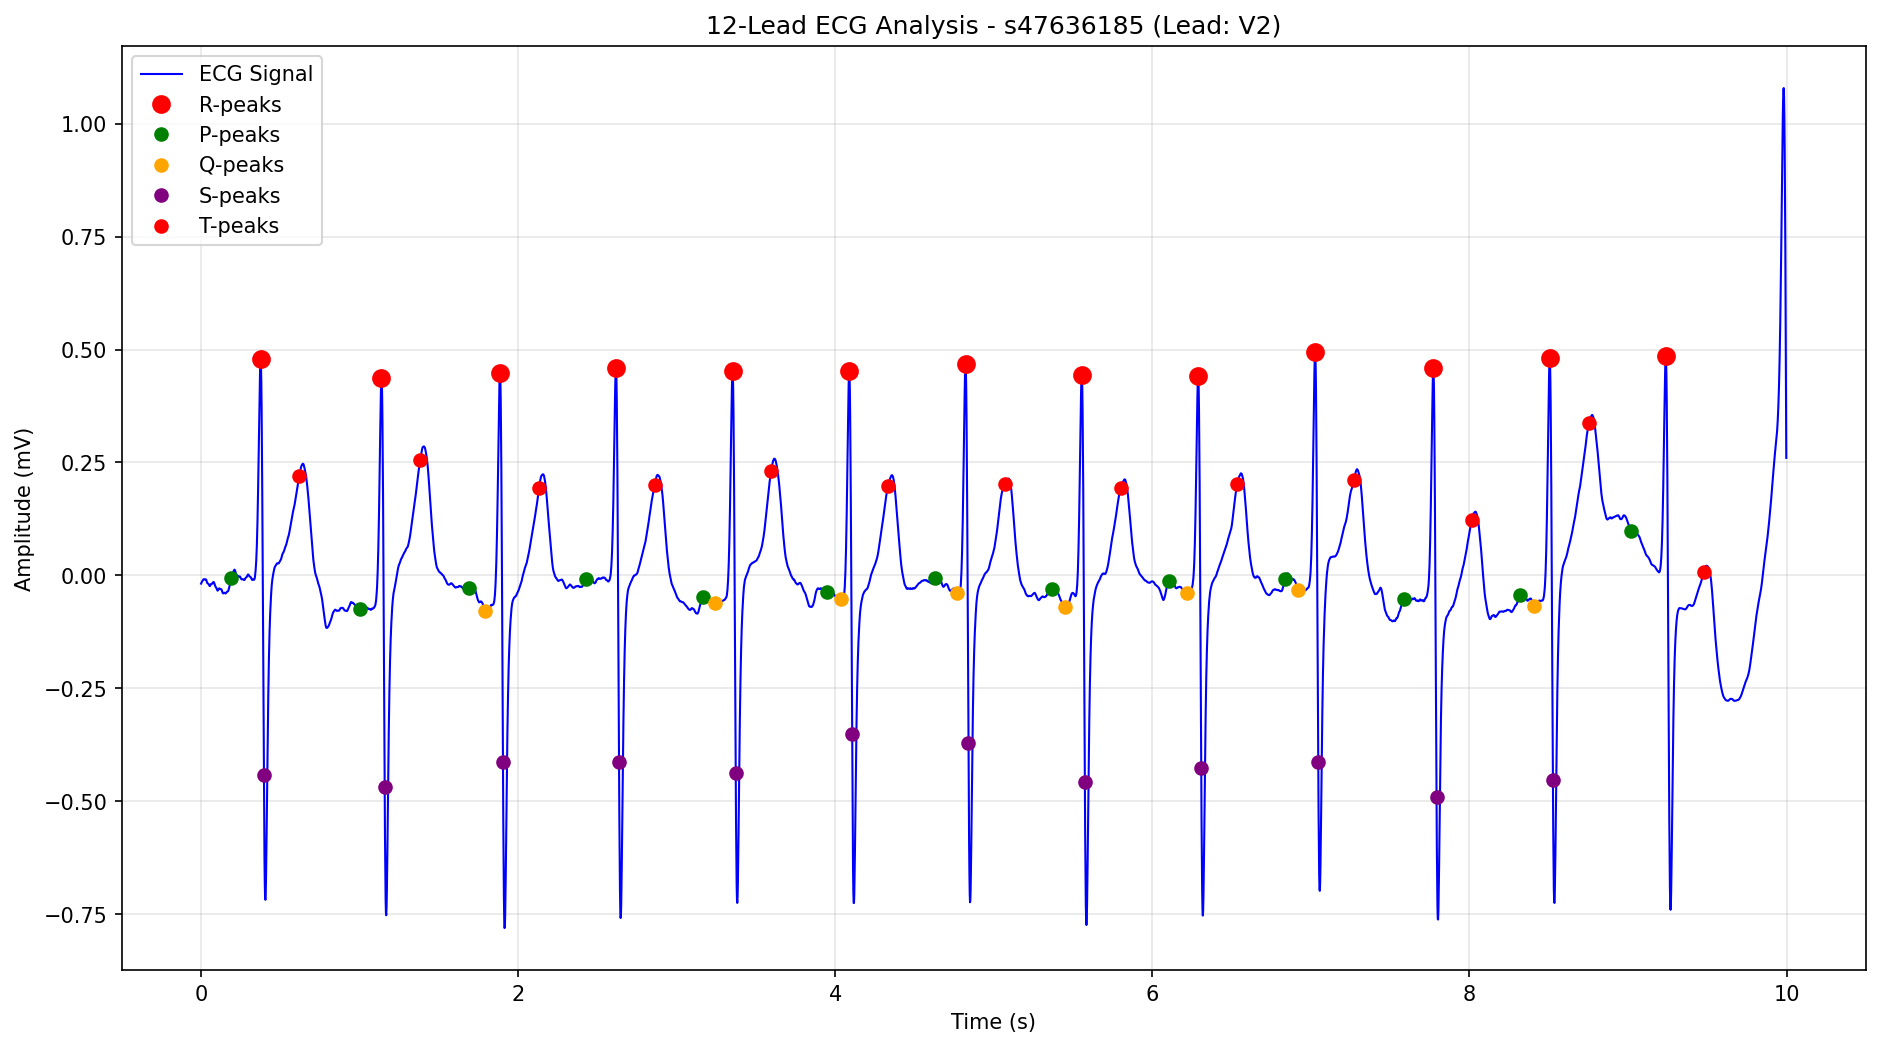 12-Lead ECG Analysis - s47636185 (Lead: V2)
ECG Signal
R-peaks
P-peaks
Q-peaks
S-peaks
T-peaks
Amplitude (mV)
1.00
0.75
0.50
0.25
0.00
−0.25
−0.50
−0.75
0
2
4
6
8
10
Time (s)